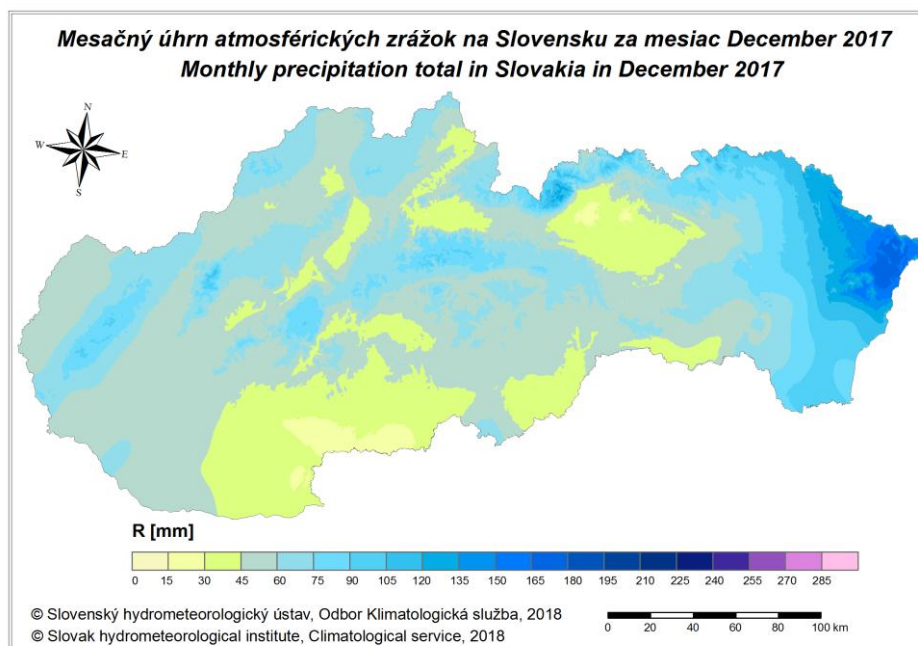 Mesačný úhrn atmosférických zrážok na Slovensku za mesiac December 2017
Monthly precipitation total in Slovakia in December 2017
N
W E
S
R [mm]
0 15 30 45 60 75 90 105 120 135 150 165 180 195 210 225 240 255 270 285
© Slovenský hydrometeorologický ústav, Odbor Klimatologická služba, 2018
© Slovak hydrometeorological institute, Climatological service, 2018
0 20 40 60 80 100 km